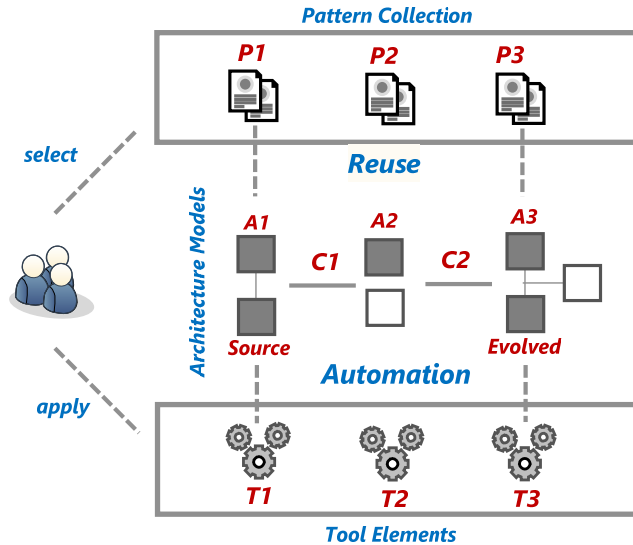 Pattern Collection
P1
P2
P3
select
Reuse
Architecture Models
A1
A2
A3
C1
C2
Source
Evolved
Automation
apply
T1
T2
T3
Tool Elements